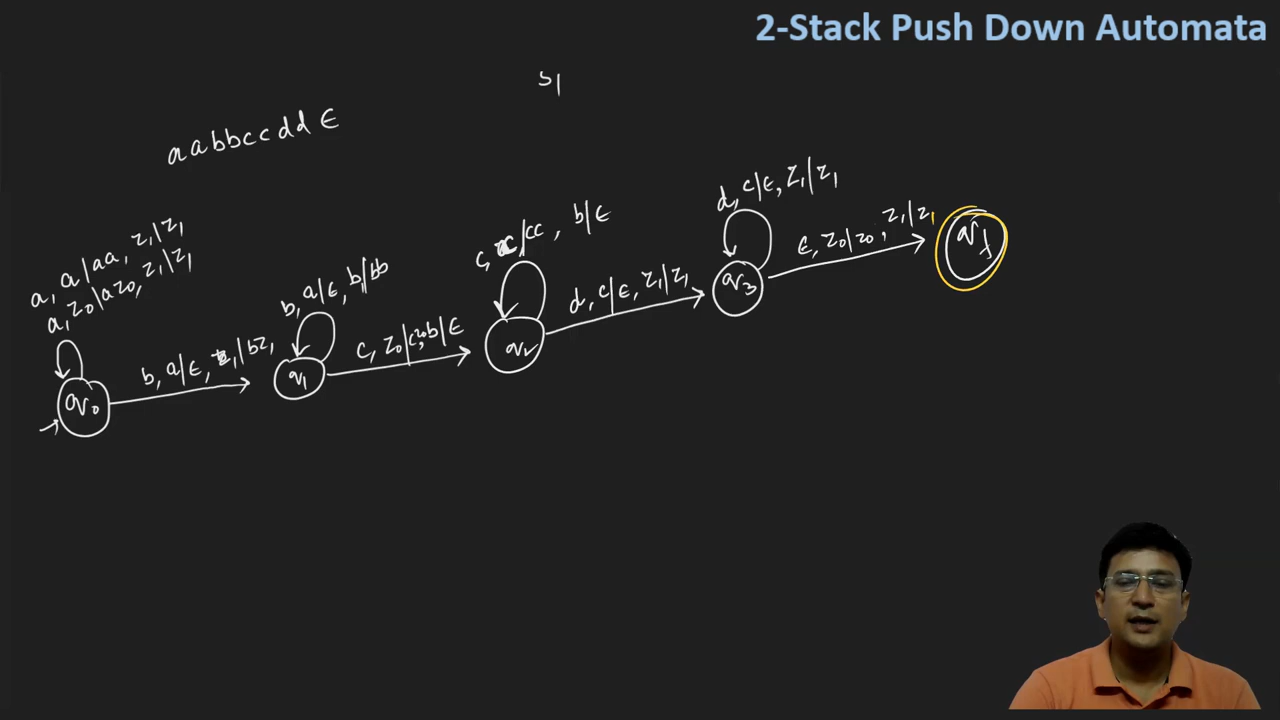 2-Stack Push Down Automata
s1
a a b b c c d d ϵ
a, a|aa, z1|z1
a, z0|az0, z1|z1
b, a|ϵ, z1|bz1
b, a|ϵ, b|bb
c, z0|cz0, b|ϵ
c, c|cc, b|ϵ
d, c|ϵ, z1|z1
d, c|ϵ, z1|z1
ϵ, z0|z0, z1|z1
q0
q1
q2
q3
qf